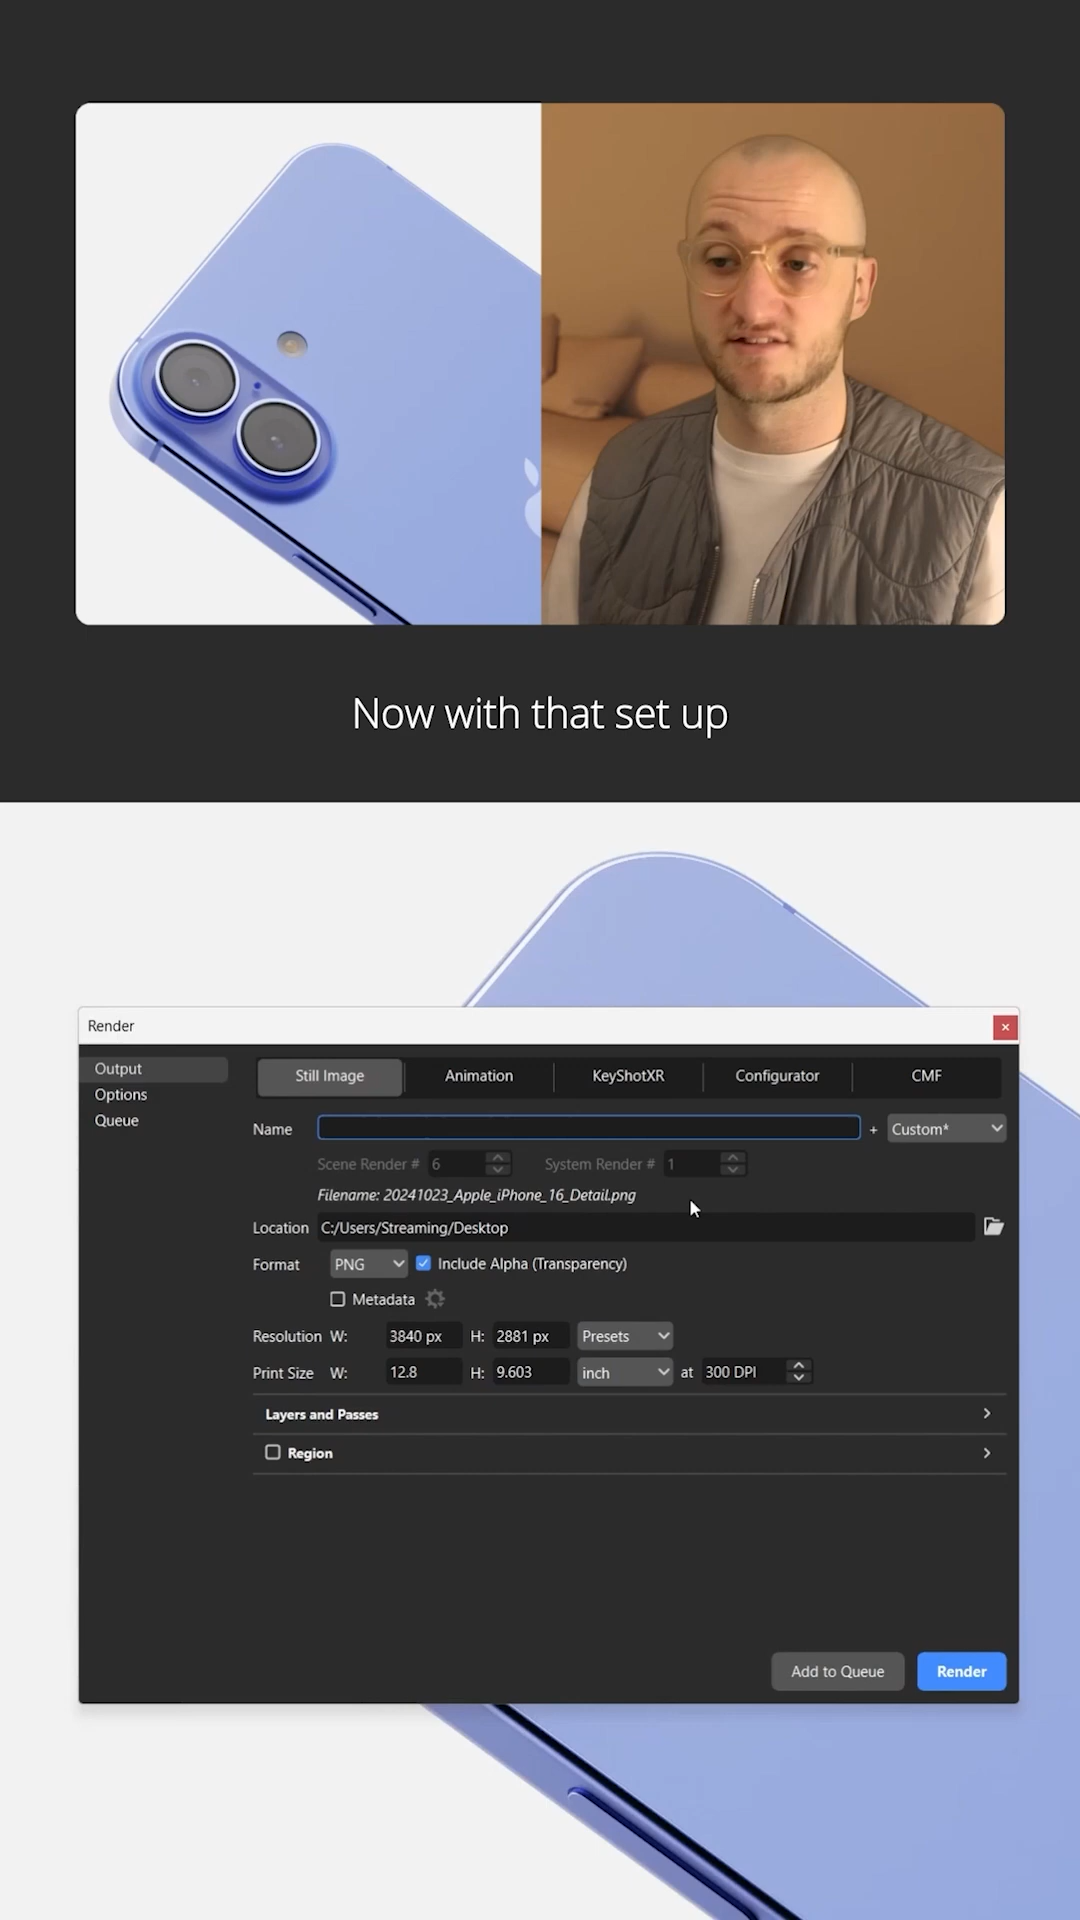 Now with that set up
Render
Output
Options
Queue
Still Image Animation KeyShotXR Configurator CMF
Name + Custom*
Scene Render # 6 System Render # 1
Filename: 20241023_Apple_iPhone_16_Detail.png
Location C:/Users/Streaming/Desktop
Format PNG Include Alpha (Transparency)
Metadata
Resolution W: 3840 px H: 2881 px Presets
Print Size W: 12.8 H: 9.603 inch at 300 DPI
Layers and Passes
Region
Add to Queue Render